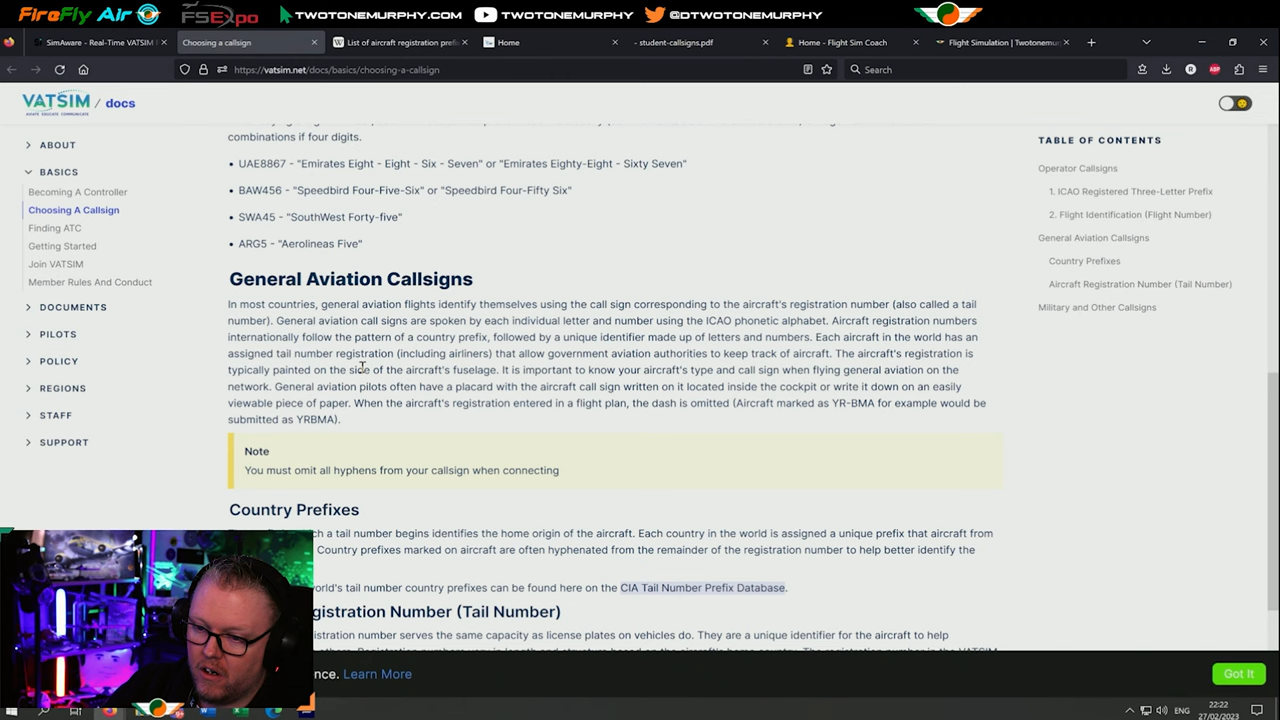 FireFly Air
FSExpo
TWOTONEMURPHY.COM
TWOTONEMURPHY
@DTWOTONEMURPHY
SimAware - Real-Time VATSIM F
Choosing a callsign
List of aircraft registration prefix
Home
- student-callsigns.pdf
Home - Flight Sim Coach
Flight Simulation | Twotonemur
https://vatsim.net/docs/basics/choosing-a-callsign
Search
VATSIM / docs
AVIATE EDUCATE COMMUNICATE
ABOUT
BASICS
Becoming A Controller
Choosing A Callsign
Finding ATC
Getting Started
Join VATSIM
Member Rules And Conduct
DOCUMENTS
PILOTS
POLICY
REGIONS
STAFF
SUPPORT
combinations if four digits.
• UAE8867 - "Emirates Eight - Eight - Six - Seven" or "Emirates Eighty-Eight - Sixty Seven"
• BAW456 - "Speedbird Four-Five-Six" or "Speedbird Four-Fifty Six"
• SWA45 - "SouthWest Forty-five"
• ARG5 - "Aerolineas Five"
General Aviation Callsigns
In most countries, general aviation flights identify themselves using the call sign corresponding to the aircraft's registration number (also called a tail
number). General aviation call signs are spoken by each individual letter and number using the ICAO phonetic alphabet. Aircraft registration numbers
internationally follow the pattern of a country prefix, followed by a unique identifier made up of letters and numbers. Each aircraft in the world has an
assigned tail number registration (including airliners) that allow government aviation authorities to keep track of aircraft. The aircraft's registration is
typically painted on the side of the aircraft's fuselage. It is important to know your aircraft's type and call sign when flying general aviation on the
network. General aviation pilots often have a placard with the aircraft call sign written on it located inside the cockpit or write it down on an easily
viewable piece of paper. When the aircraft's registration entered in a flight plan, the dash is omitted (Aircraft marked as YR-BMA for example would be
submitted as YRBMA).
Note
You must omit all hyphens from your callsign when connecting
Country Prefixes
ch a tail number begins identifies the home origin of the aircraft. Each country in the world is assigned a unique prefix that aircraft from
Country prefixes marked on aircraft are often hyphenated from the remainder of the registration number to help better identify the
world's tail number country prefixes can be found here on the CIA Tail Number Prefix Database.
gistration Number (Tail Number)
istration number serves the same capacity as license plates on vehicles do. They are a unique identifier for the aircraft to help
TABLE OF CONTENTS
Operator Callsigns
1. ICAO Registered Three-Letter Prefix
2. Flight Identification (Flight Number)
General Aviation Callsigns
Country Prefixes
Aircraft Registration Number (Tail Number)
Military and Other Callsigns
nce. Learn More
Got It
ENG
22:22
27/02/2023